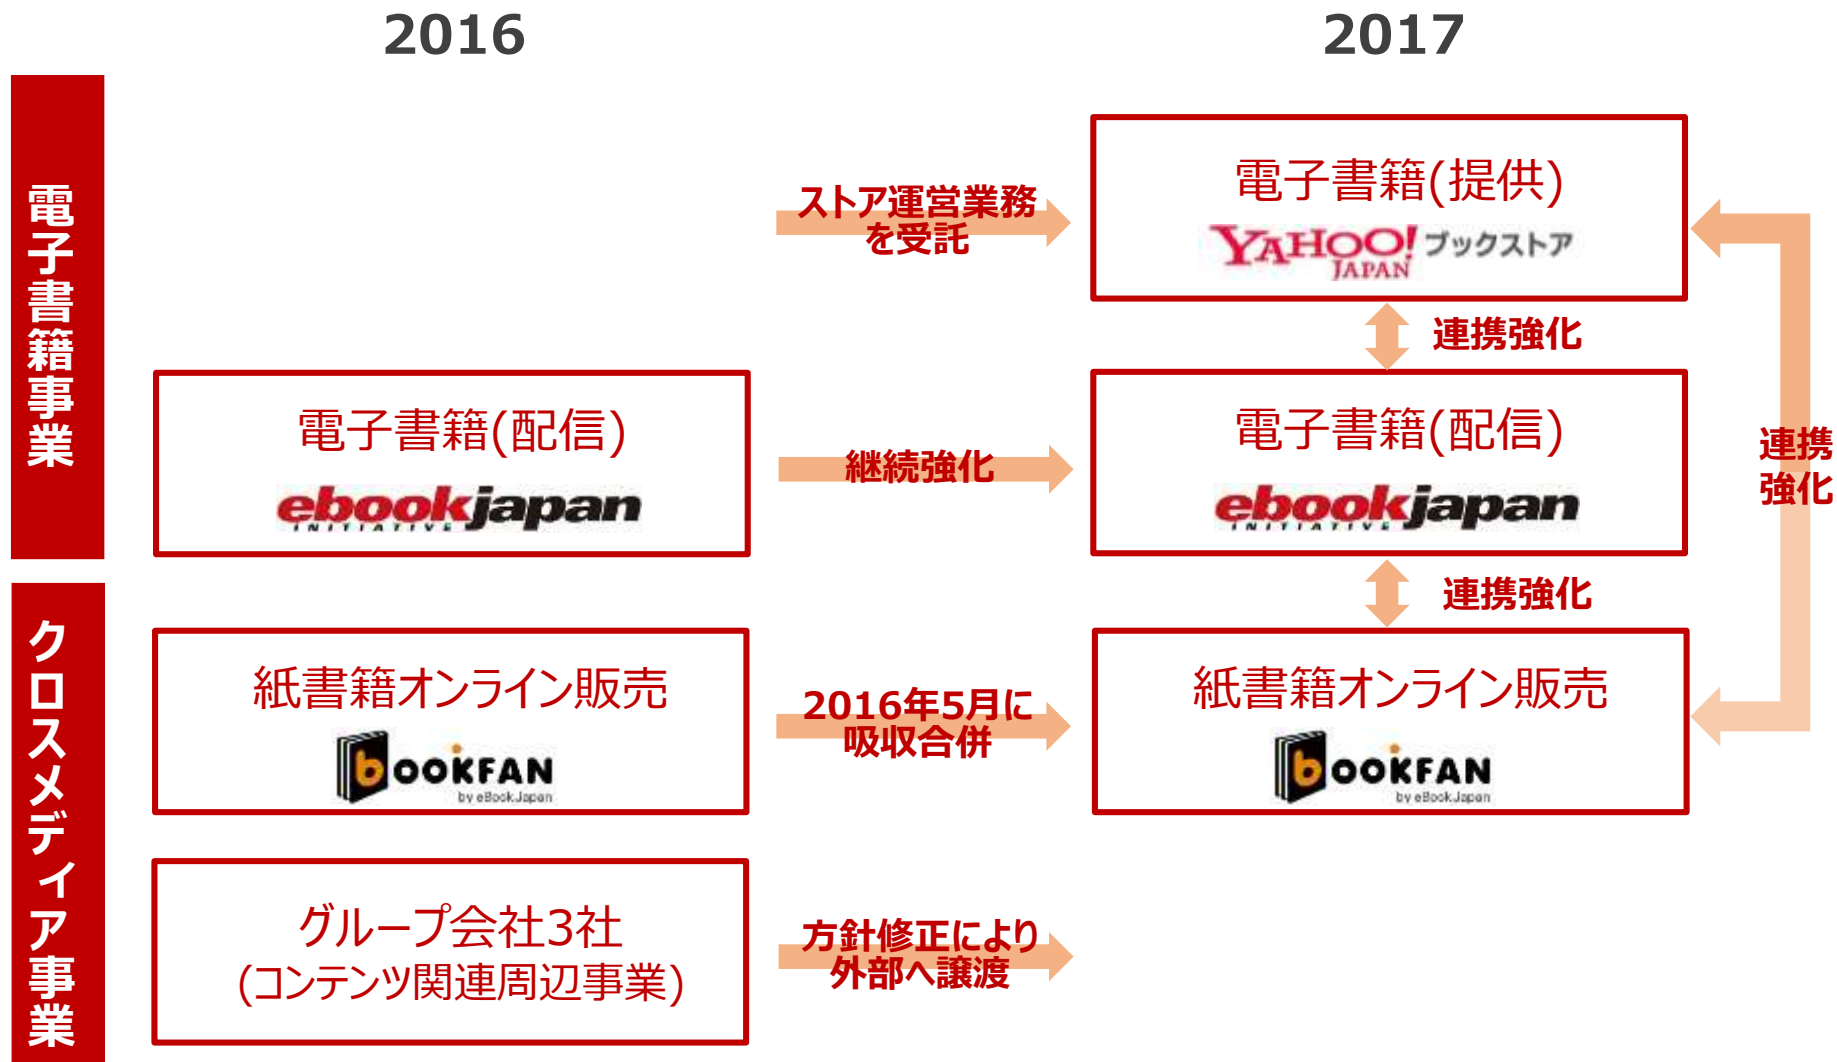 2016
2017
電子書籍事業
ストア運営業務
を受託
電子書籍(提供)
YAHOO! ブックストア
JAPAN
連携強化
電子書籍(配信)
ebookjapan
INITIATIVE
継続強化
電子書籍(配信)
ebookjapan
INITIATIVE
連携
強化
連携強化
クロスメディア事業
紙書籍オンライン販売
bOOKFAN
by eBookJapan
2016年5月に
吸収合併
紙書籍オンライン販売
bOOKFAN
by eBookJapan
グループ会社3社
(コンテンツ関連周辺事業)
方針修正により
外部へ譲渡